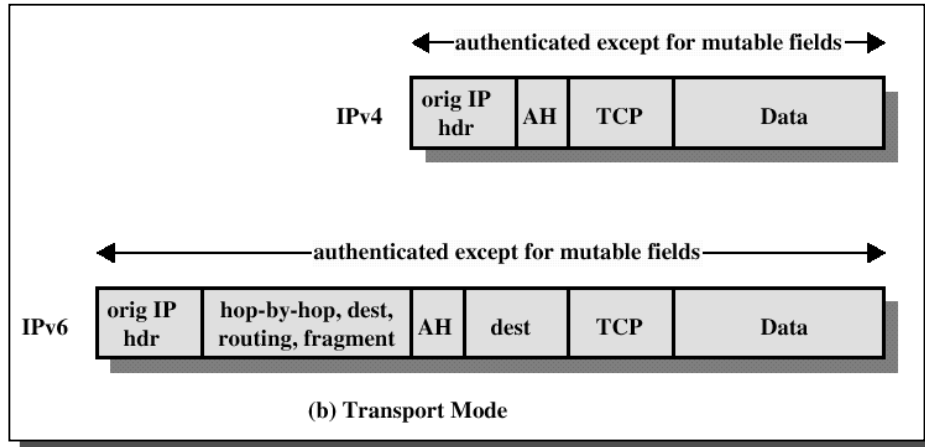 authenticated except for mutable fields
IPv4
orig IP
hdr
AH
TCP
Data
authenticated except for mutable fields
IPv6
orig IP
hdr
hop-by-hop, dest,
routing, fragment
AH
dest
TCP
Data
(b) Transport Mode